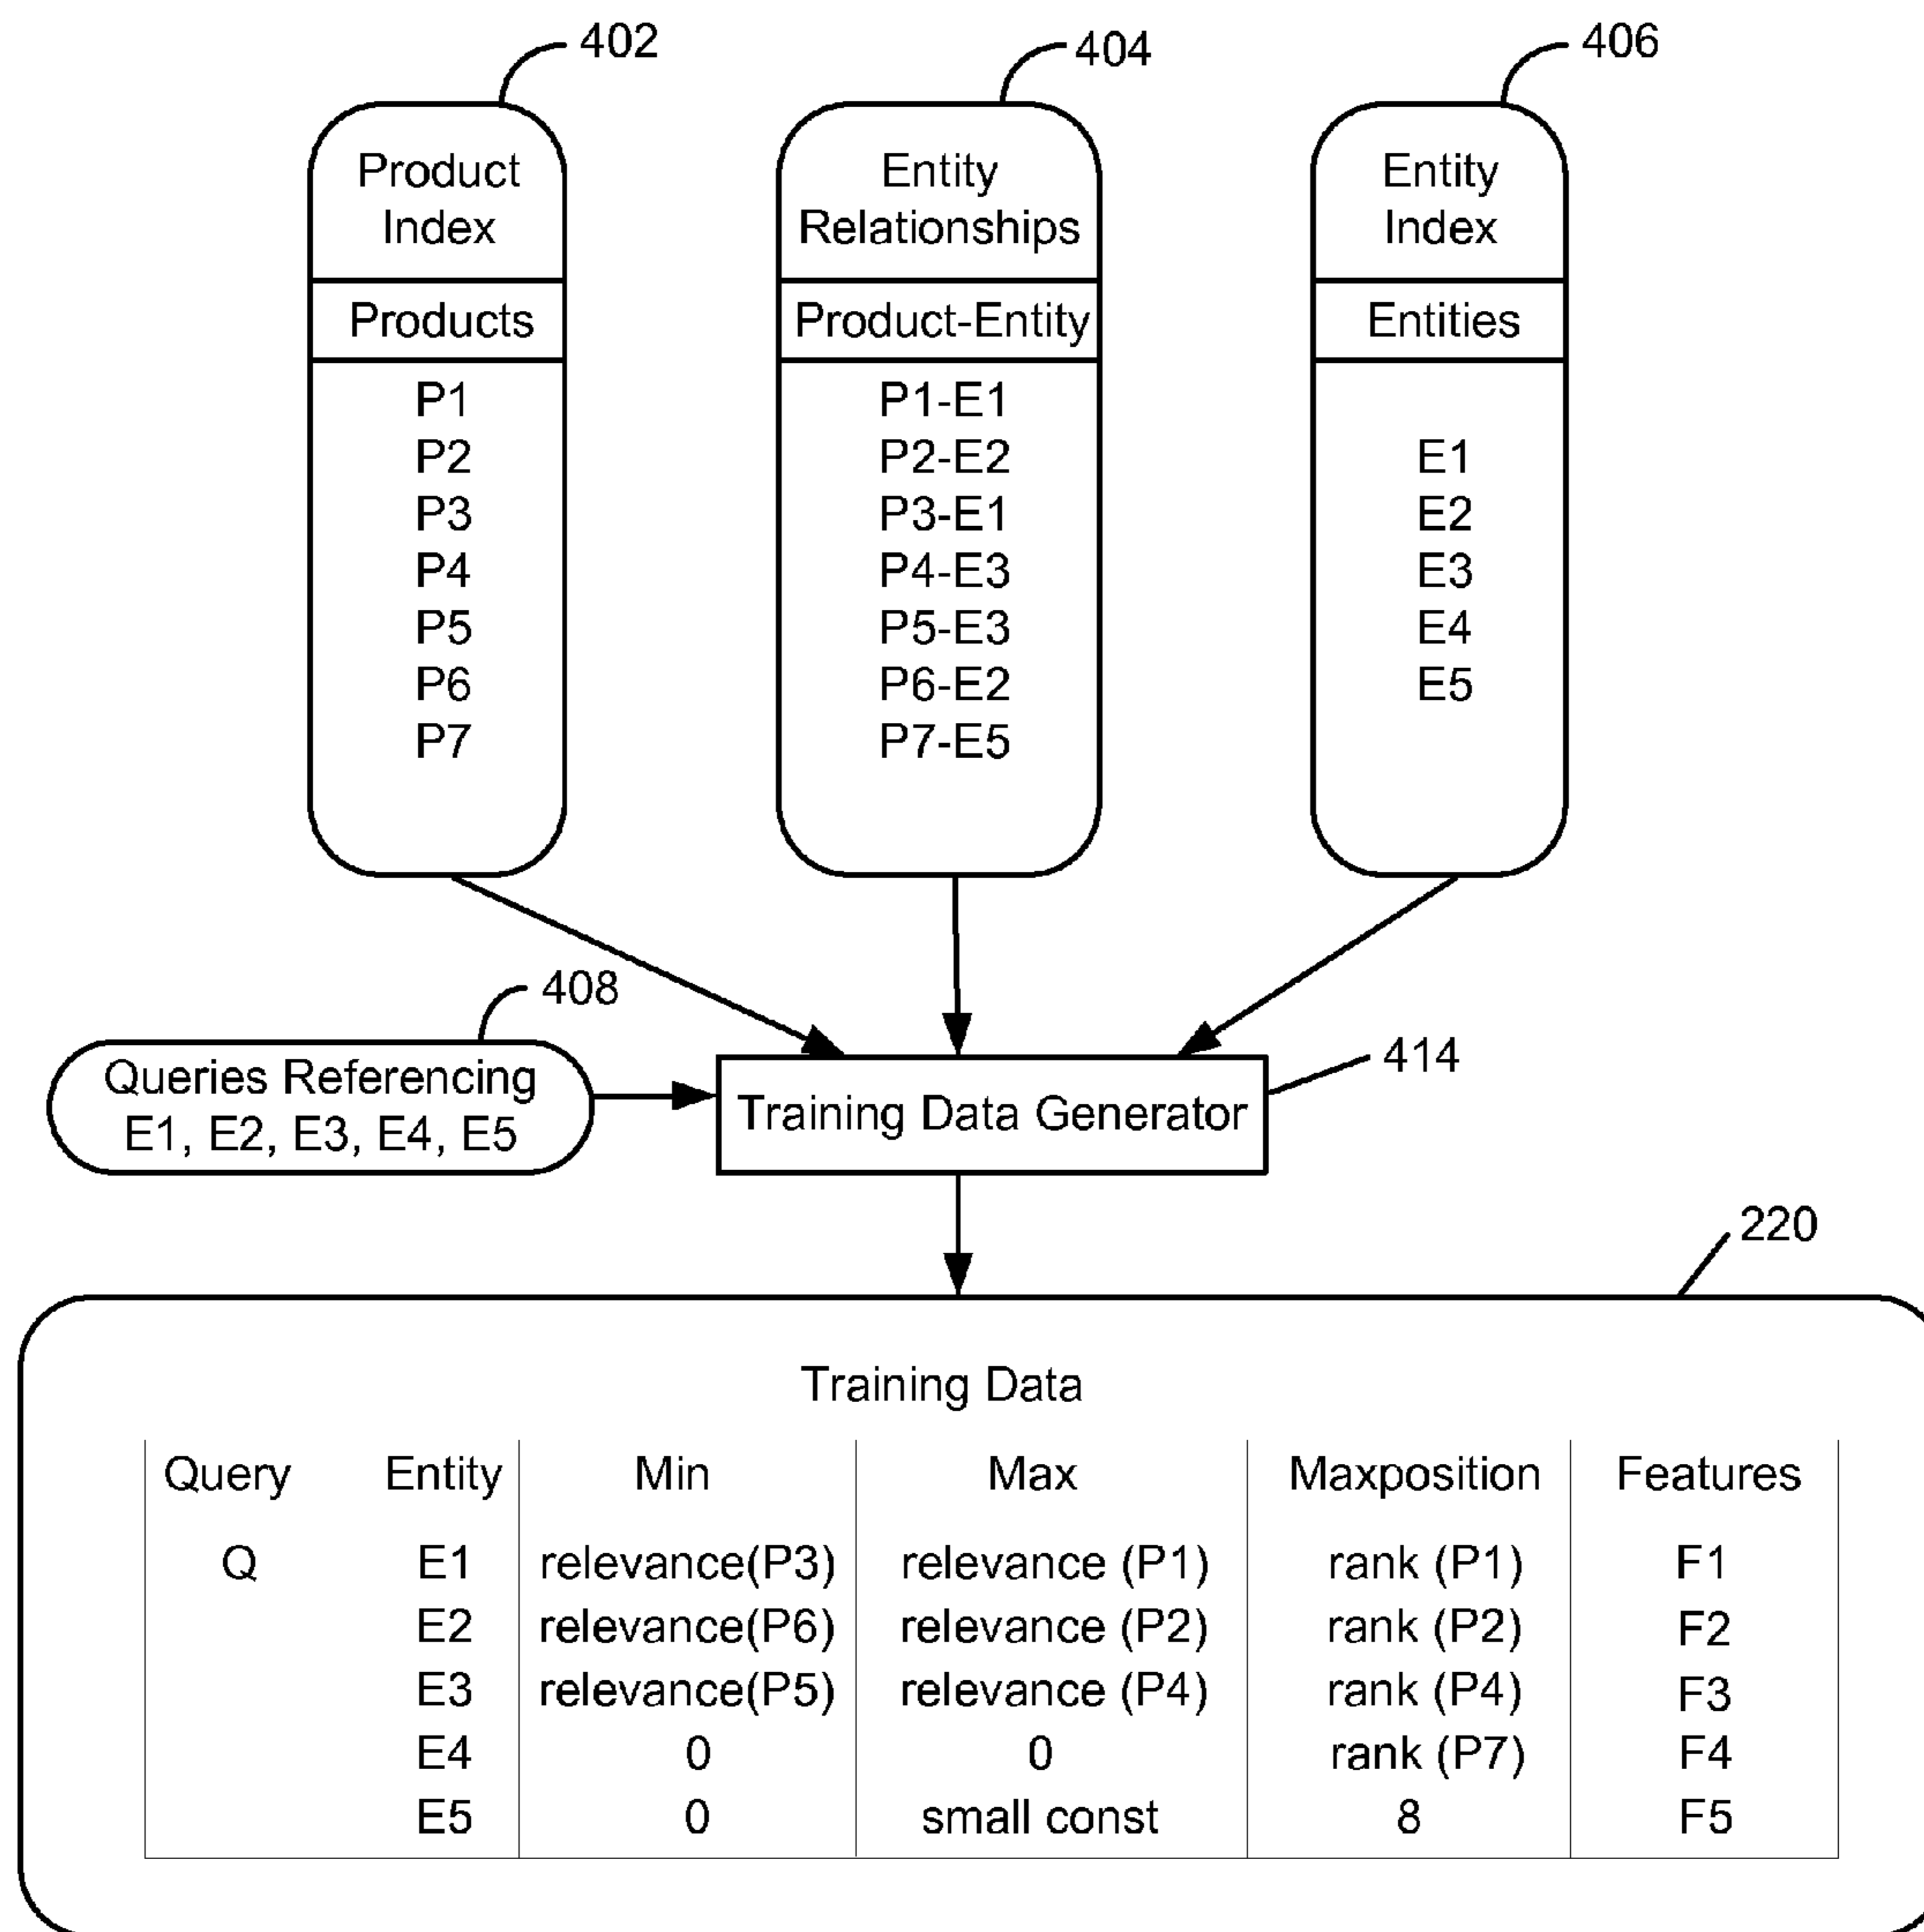 402
404
406
Product
Index
Products
P1
P2
P3
P4
P5
P6
P7
Entity
Relationships
Product-Entity
P1-E1
P2-E2
P3-E1
P4-E3
P5-E3
P6-E2
P7-E5
Entity
Index
Entities
E1
E2
E3
E4
E5
408
Queries Referencing
E1, E2, E3, E4, E5
414
Training Data Generator
220
Training Data
Query Entity Min Max Maxposition Features
Q E1 relevance(P3) relevance (P1) rank (P1) F1
E2 relevance(P6) relevance (P2) rank (P2) F2
E3 relevance(P5) relevance (P4) rank (P4) F3
E4 0 0 rank (P7) F4
E5 0 small const 8 F5